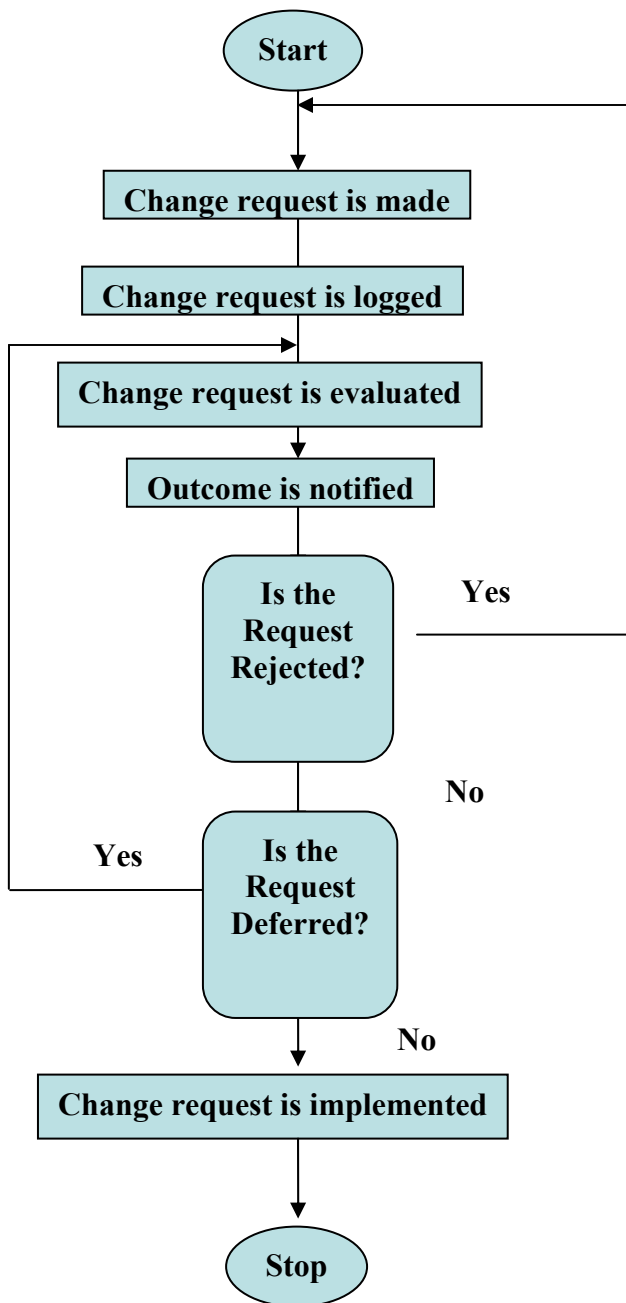 Start
Change request is made
Change request is logged
Change request is evaluated
Outcome is notified
Is the
Request
Rejected?
Yes
No
Is the
Request
Deferred?
Yes
No
Change request is implemented
Stop